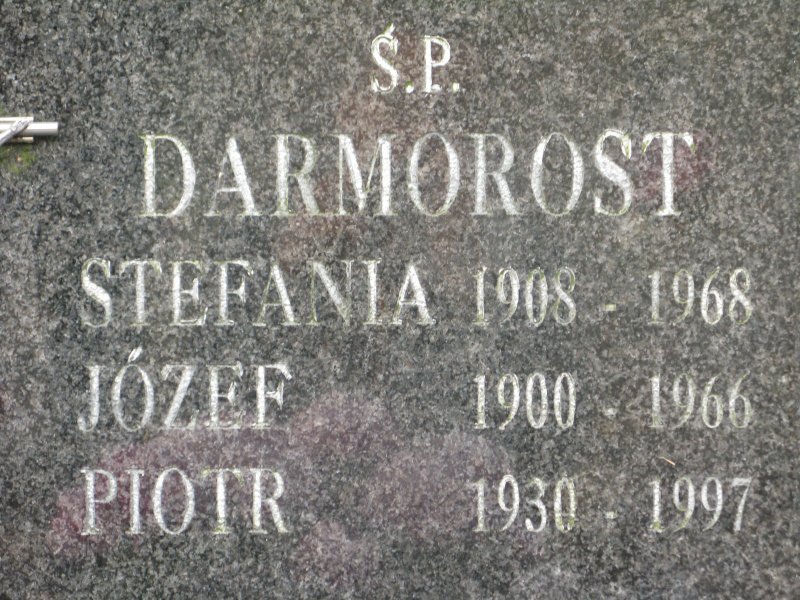 Ś.P.
DARMOROST
STEFANIA 1908 - 1968
JÓZEF 1900 - 1966
PIOTR 1930 - 1997